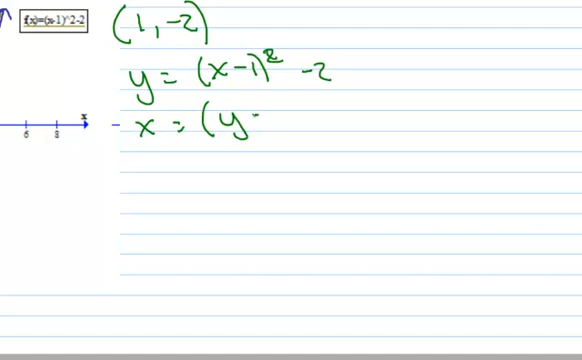 f(x)=(x-1)^2-2
(1, -2)
y = (x-1)² -2
x = (y -
x
6 8